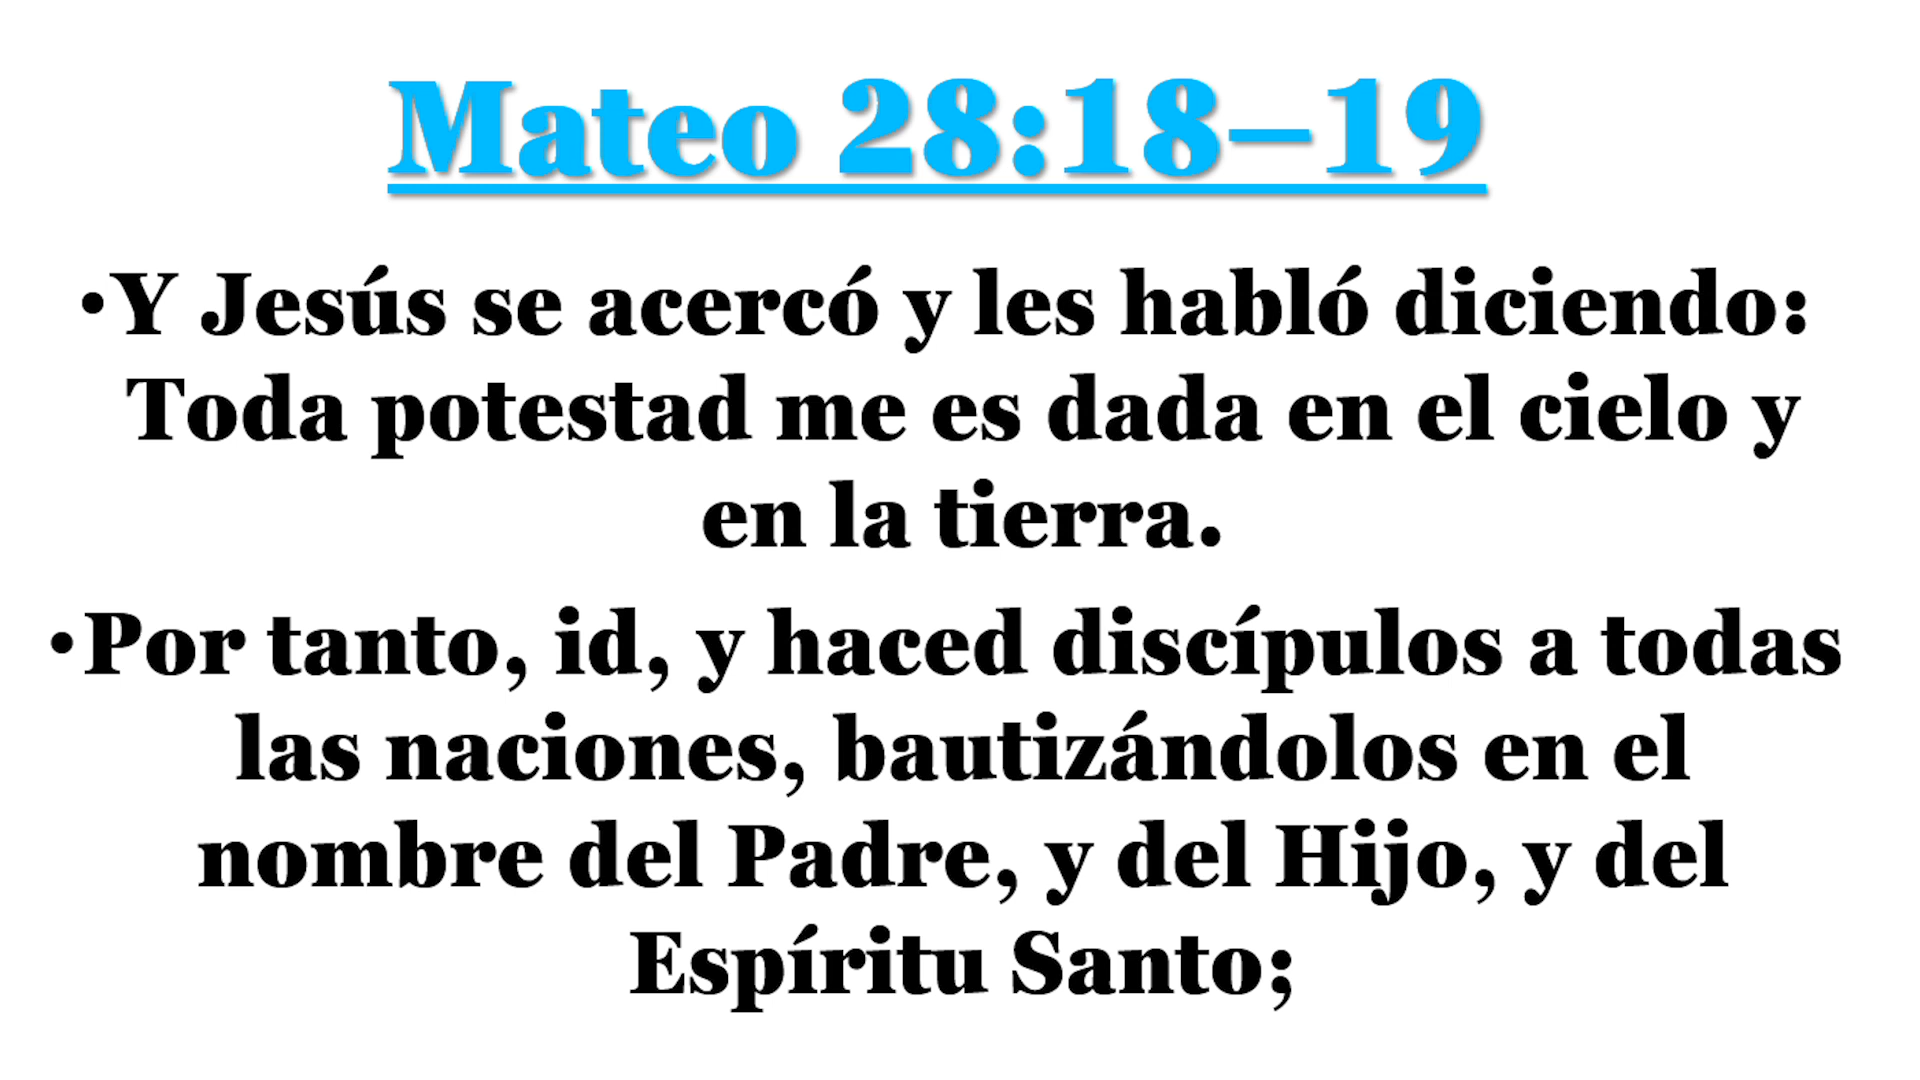 Mateo 28:18–19
•Y Jesús se acercó y les habló diciendo:
Toda potestad me es dada en el cielo y
en la tierra.
•Por tanto, id, y haced discípulos a todas
las naciones, bautizándolos en el
nombre del Padre, y del Hijo, y del
Espíritu Santo;